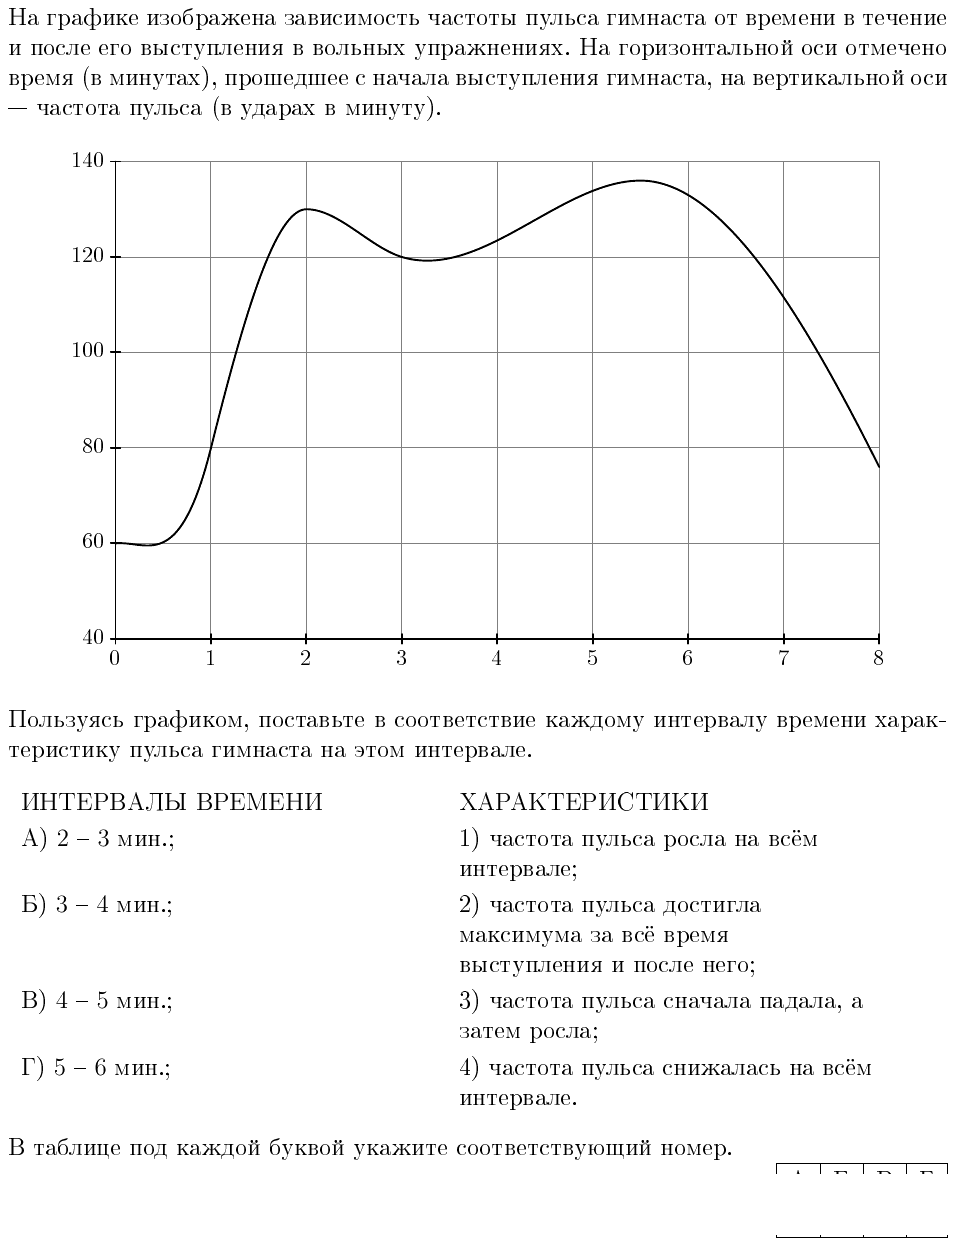 На графике изображена зависимость частоты пульса гимнаста от времени в течение
и после его выступления в вольных упражнениях. На горизонтальной оси отмечено
время (в минутах), прошедшее с начала выступления гимнаста, на вертикальной оси
— частота пульса (в ударах в минуту).
140
120
100
80
60
40
0 1 2 3 4 5 6 7 8
Пользуясь графиком, поставьте в соответствие каждому интервалу времени харак-
теристику пульса гимнаста на этом интервале.
ИНТЕРВАЛЫ ВРЕМЕНИ ХАРАКТЕРИСТИКИ
А) 2 – 3 мин.; 1) частота пульса росла на всём
интервале;
Б) 3 – 4 мин.; 2) частота пульса достигла
максимума за всё время
выступления и после него;
В) 4 – 5 мин.; 3) частота пульса сначала падала, а
затем росла;
Г) 5 – 6 мин.; 4) частота пульса снижалась на всём
интервале.
В таблице под каждой буквой укажите соответствующий номер.